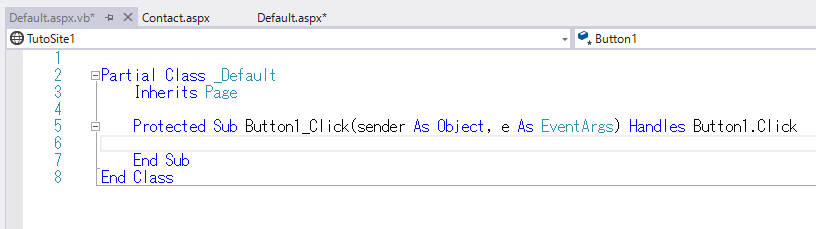 Default.aspx.vb* Contact.aspx Default.aspx*
TutoSite1 Button1
1
2 Partial Class _Default
3 Inherits Page
4
5 Protected Sub Button1_Click(sender As Object, e As EventArgs) Handles Button1.Click
6
7 End Sub
8 End Class